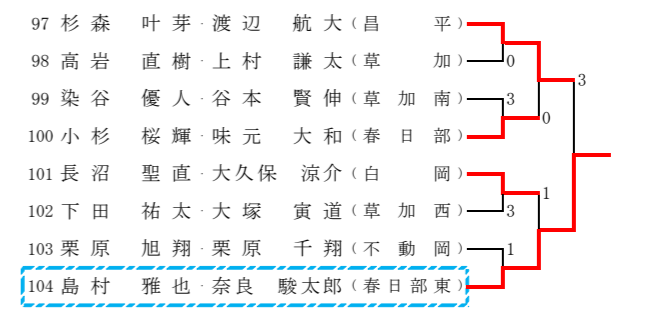 97 杉森 叶芽・渡辺 航大（昌平）
0
98 高岩 直樹・上村 謙太（草加）
3
99 染谷 優人・谷本 賢伸（草加南）
3
0
100 小杉 桜輝・味元 大和（春日部）
101 長沼 聖直・大久保 涼介（白岡）
1
102 下田 祐太・大塚 寅道（草加西）
3
103 栗原 旭翔・栗原 千翔（不動岡）
1
104 島村 雅也・奈良 駿太郎（春日部東）